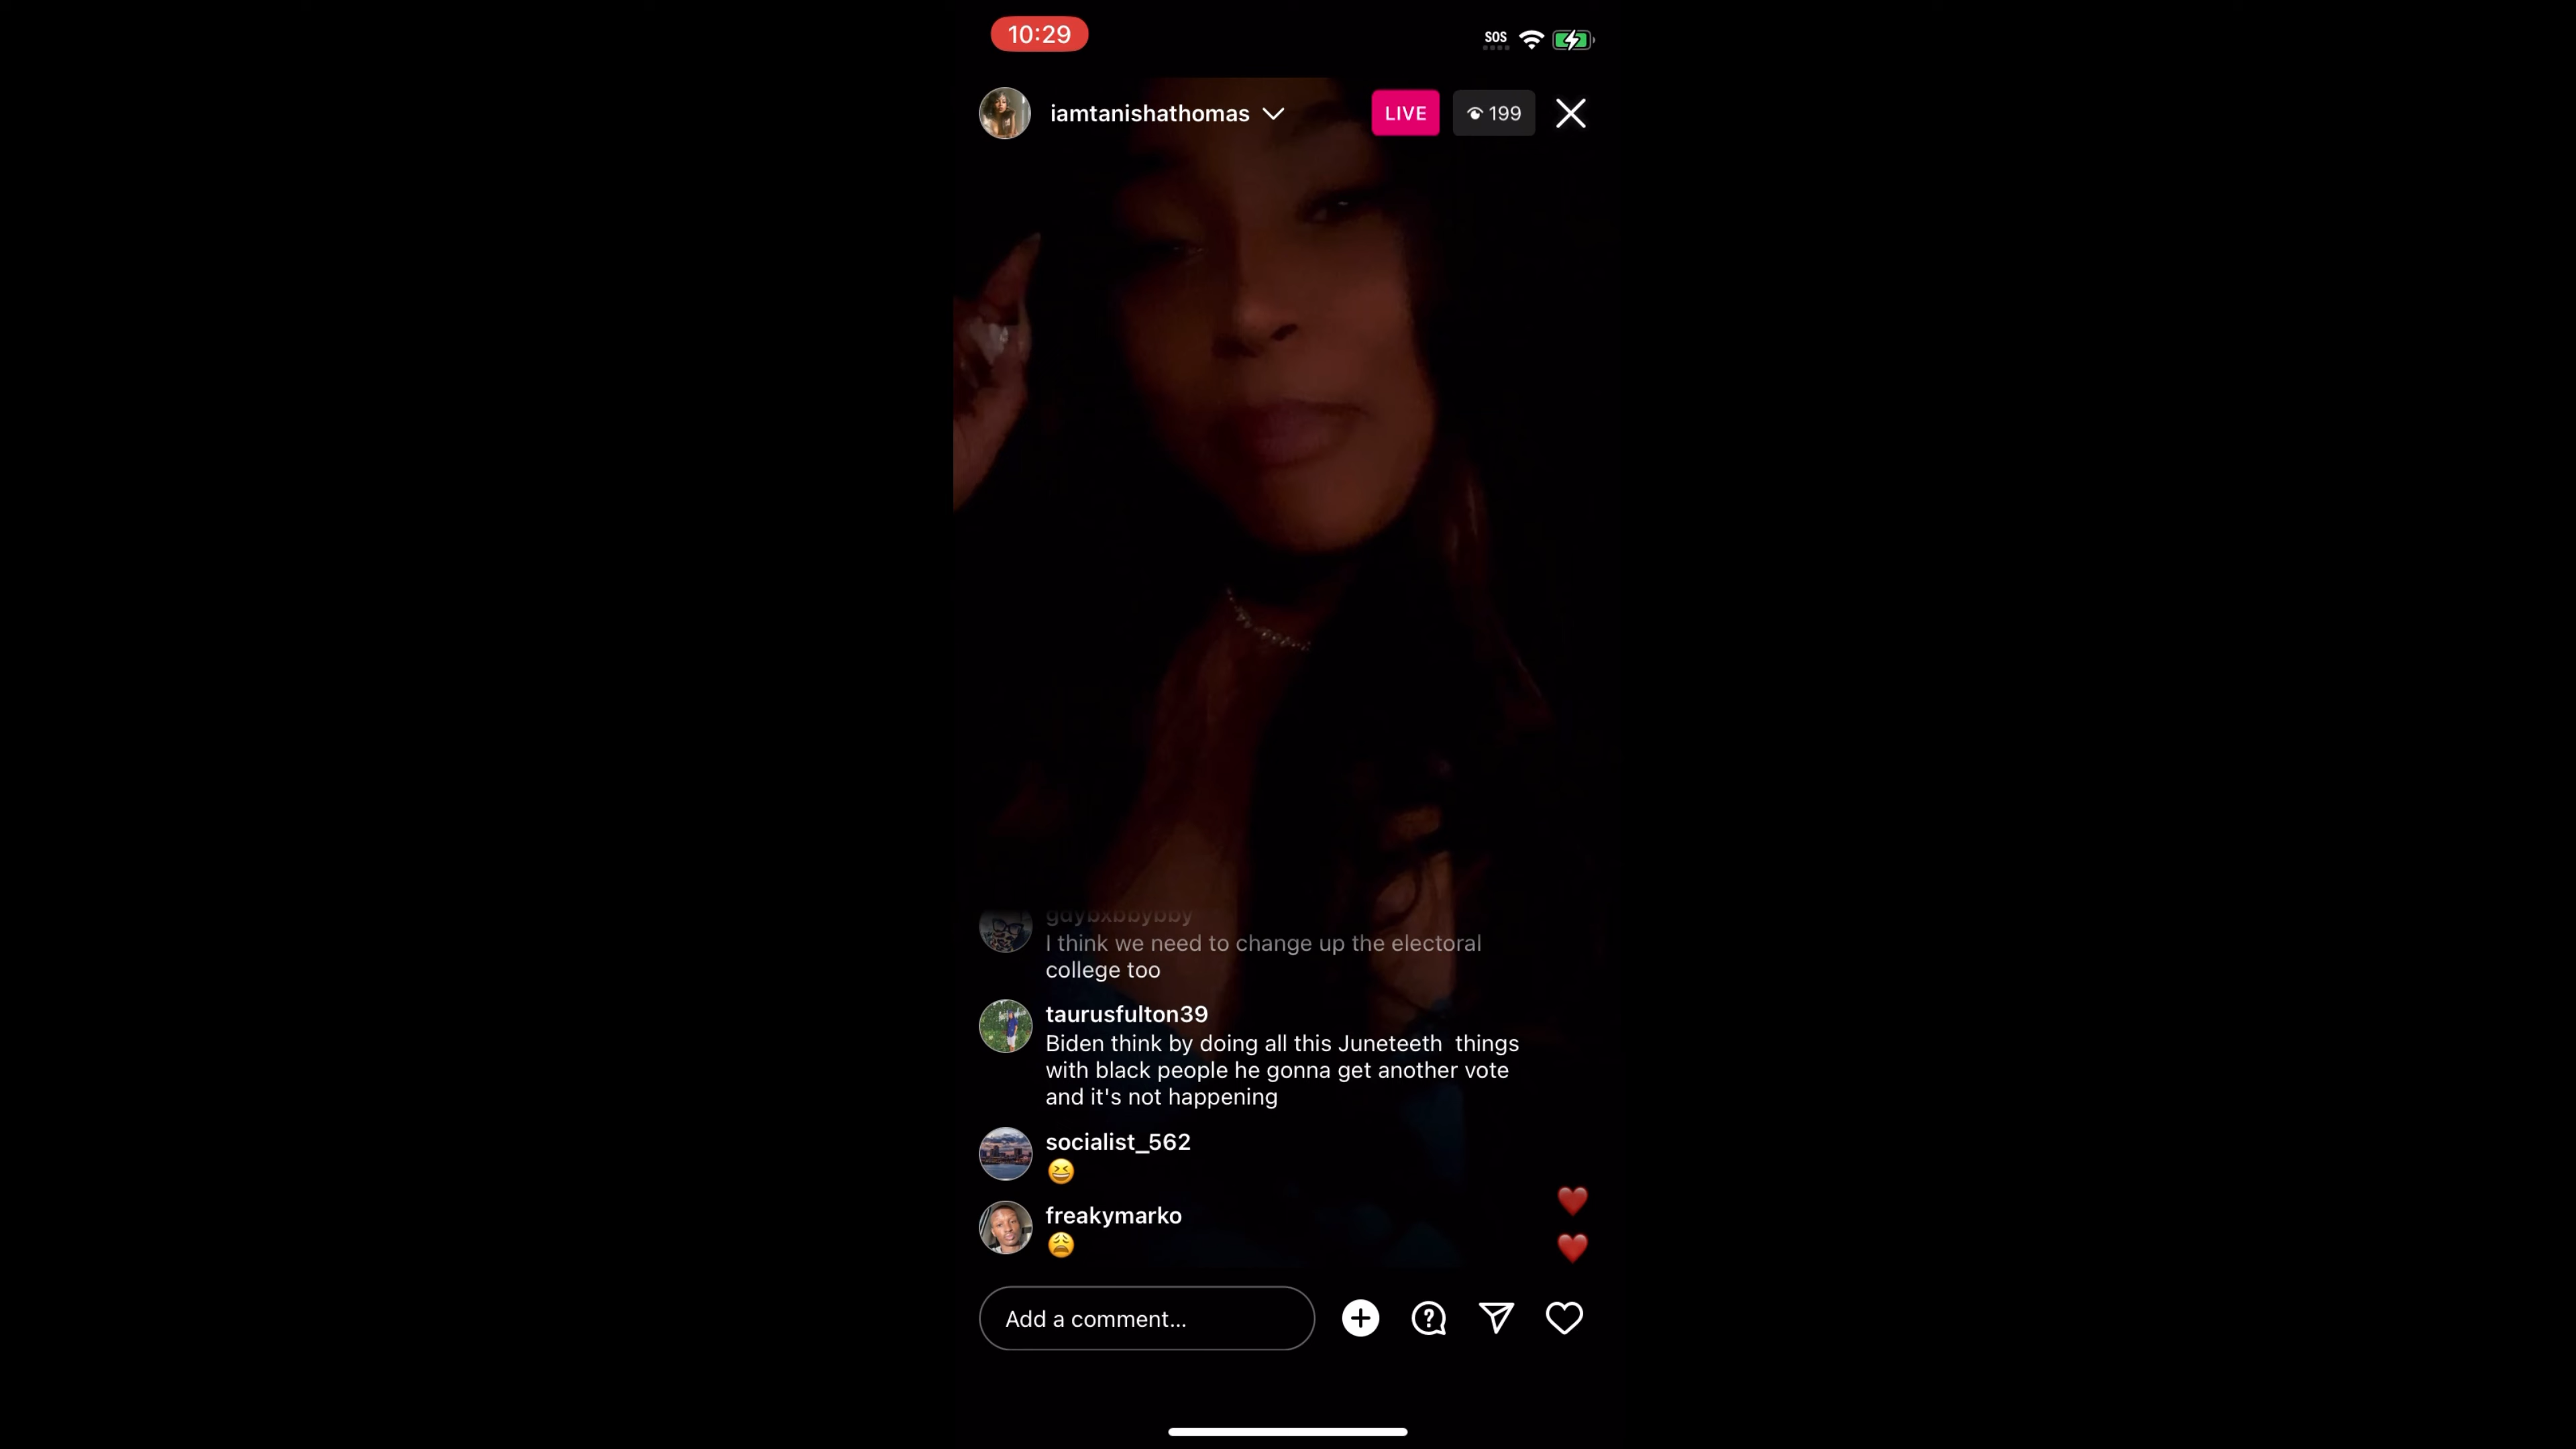 10:29
SOS
iamtanishathomas
LIVE
199
gdybxbbybby
I think we need to change up the electoral
college too
taurusfulton39
Biden think by doing all this Juneteeth things
with black people he gonna get another vote
and it's not happening
socialist_562
😆
freakymarko
😩
Add a comment...